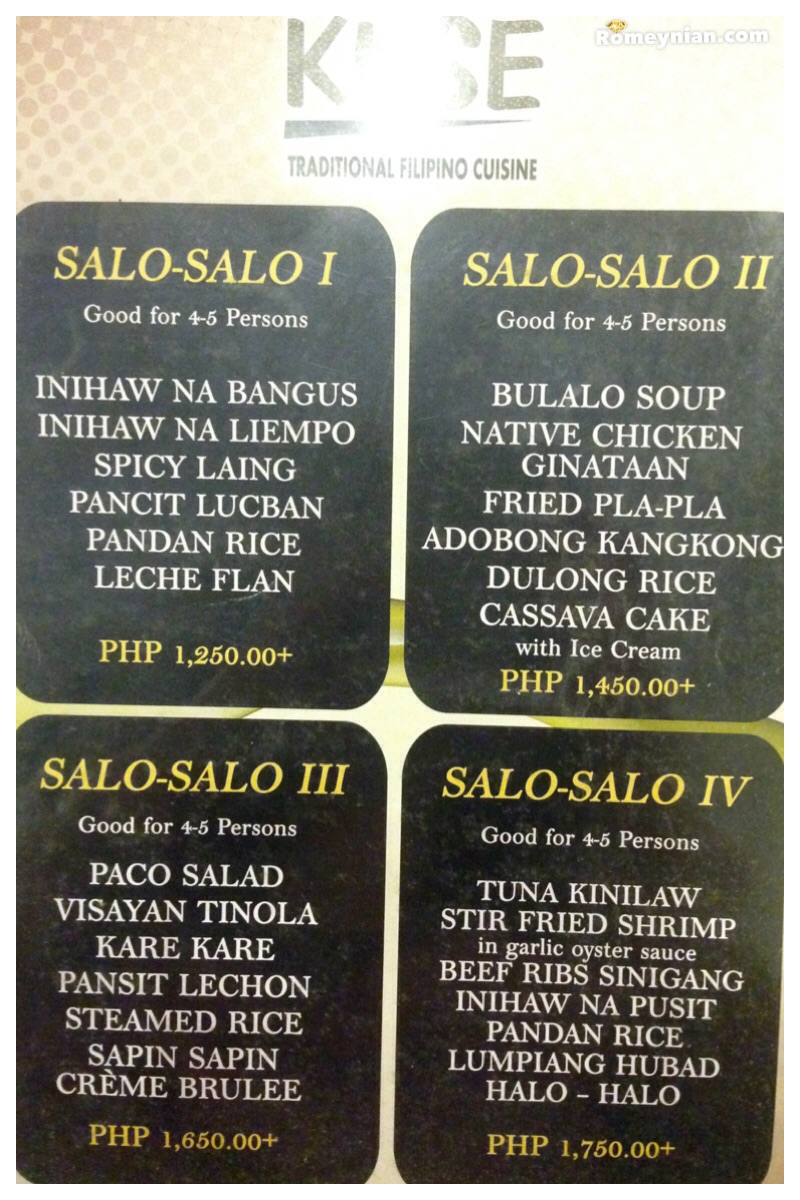 Romeynian.com
TRADITIONAL FILIPINO CUISINE
SALO-SALO I
Good for 4-5 Persons
INIHAW NA BANGUS
INIHAW NA LIEMPO
SPICY LAING
PANCIT LUCBAN
PANDAN RICE
LECHE FLAN
PHP 1,250.00+
SALO-SALO II
Good for 4-5 Persons
BULALO SOUP
NATIVE CHICKEN
GINATAAN
FRIED PLA-PLA
ADOBONG KANGKONG
DULONG RICE
CASSAVA CAKE
with Ice Cream
PHP 1,450.00+
SALO-SALO III
Good for 4-5 Persons
PACO SALAD
VISAYAN TINOLA
KARE KARE
PANSIT LECHON
STEAMED RICE
SAPIN SAPIN
CRÈME BRULEE
PHP 1,650.00+
SALO-SALO IV
Good for 4-5 Persons
TUNA KINILAW
STIR FRIED SHRIMP
in garlic oyster sauce
BEEF RIBS SINIGANG
INIHAW NA PUSIT
PANDAN RICE
LUMPIANG HUBAD
HALO - HALO
PHP 1,750.00+